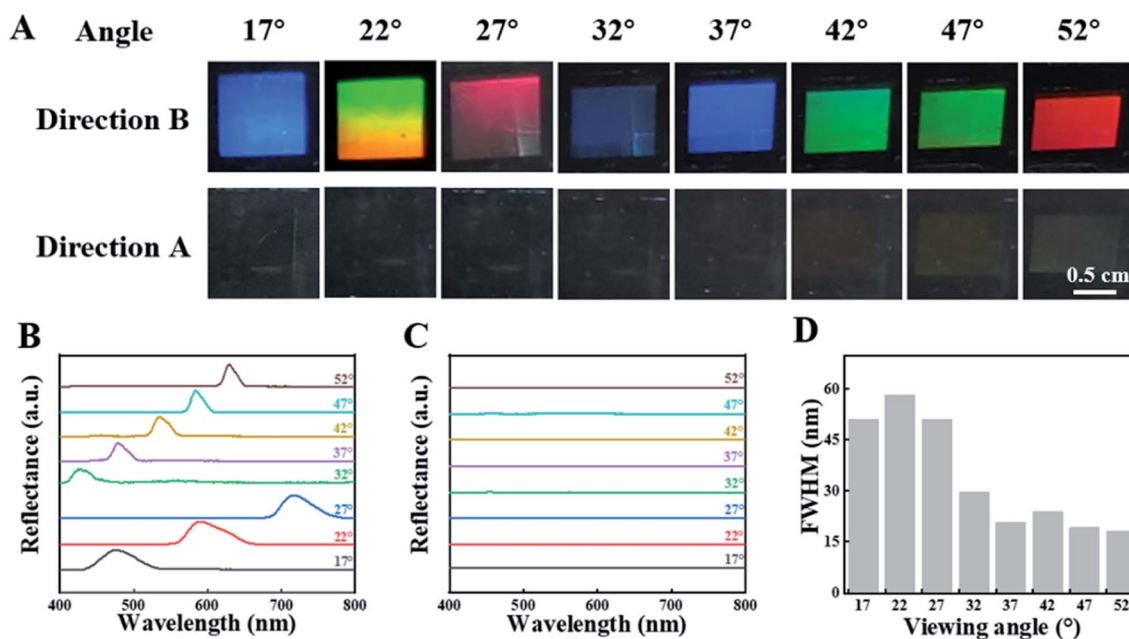 A Angle 17° 22° 27° 32° 37° 42° 47° 52°
Direction B
Direction A
0.5 cm
B
Reflectance (a.u.)
52°
47°
42°
37°
32°
27°
22°
17°
400 500 600 700 800
Wavelength (nm)
C
Reflectance (a.u.)
52°
47°
42°
37°
32°
27°
22°
17°
400 500 600 700 800
Wavelength (nm)
D
FWHM (nm)
60
45
30
15
0
17 22 27 32 37 42 47 52
Viewing angle (°)